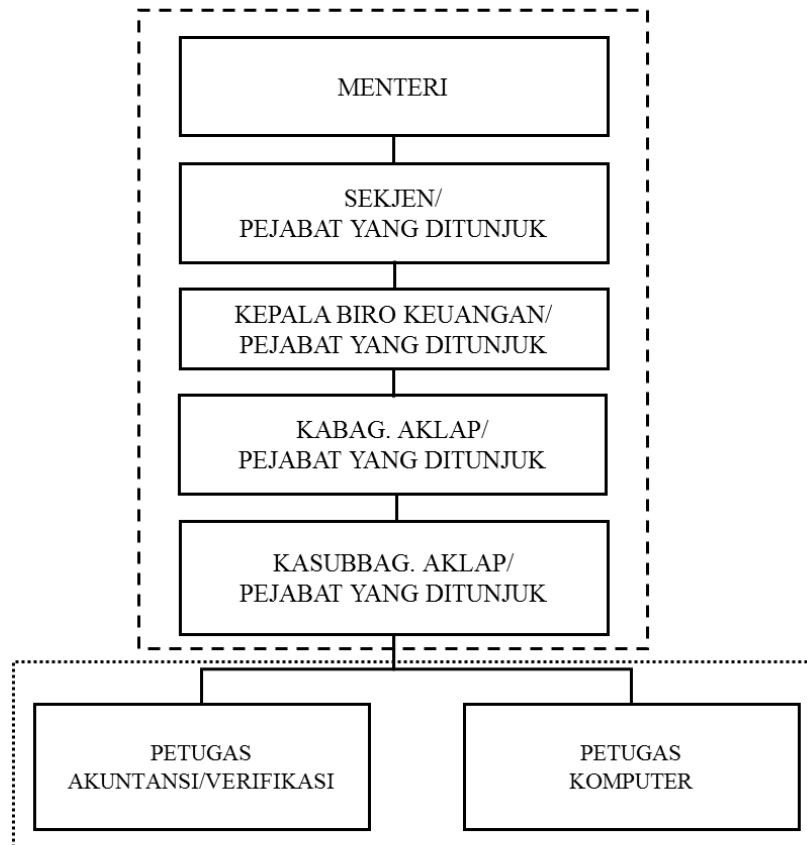 MENTERI
SEKJEN/
PEJABAT YANG DITUNJUK
KEPALA BIRO KEUANGAN/
PEJABAT YANG DITUNJUK
KABAG. AKLAP/
PEJABAT YANG DITUNJUK
KASUBBAG. AKLAP/
PEJABAT YANG DITUNJUK
PETUGAS
AKUNTANSI/VERIFIKASI
PETUGAS
KOMPUTER